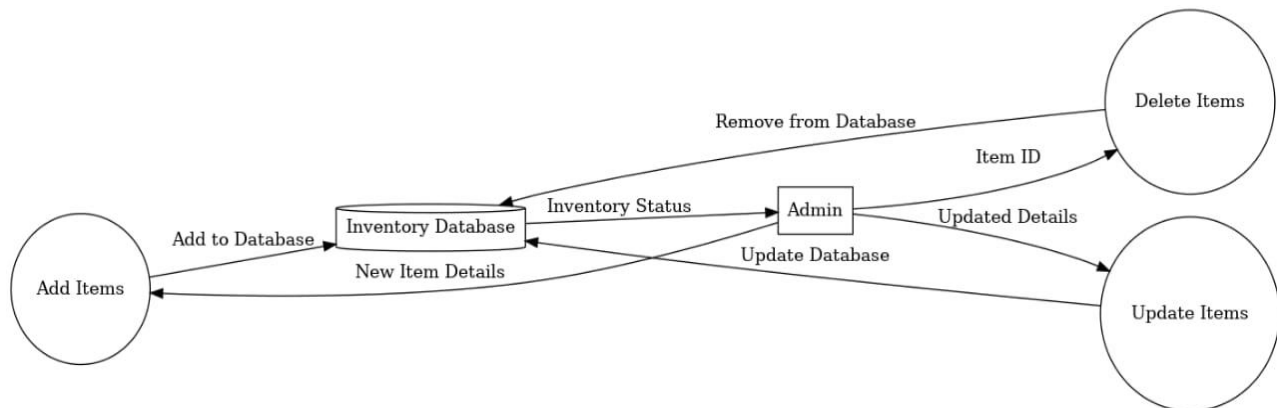 Delete Items
Remove from Database
Item ID
Inventory Status
Admin
Updated Details
Inventory Database
Add to Database
Update Database
New Item Details
Add Items
Update Items